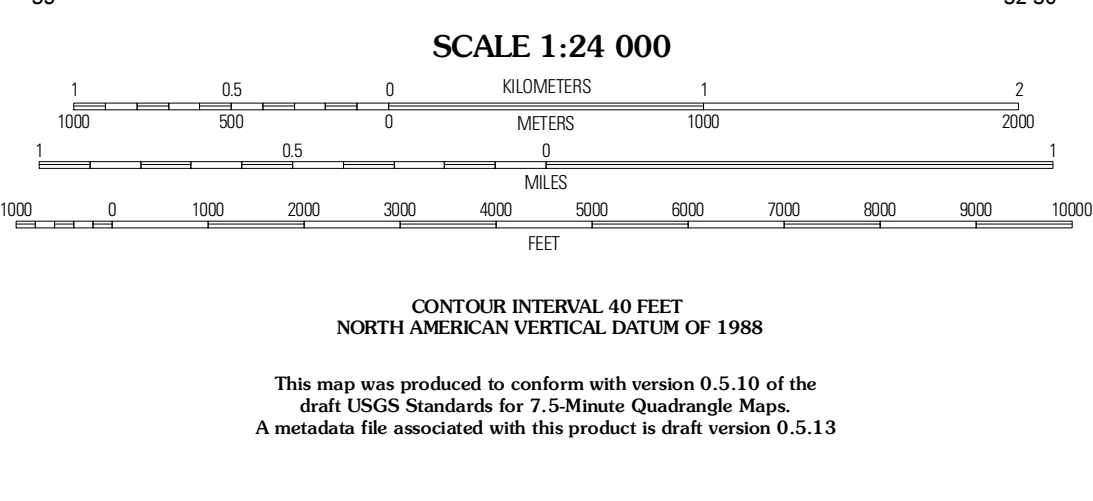 SCALE 1:24 000
1 0.5 0 KILOMETERS 1 2
1000 500 0 METERS 1000 2000
1 0.5 0 1
MILES
1000 0 1000 2000 3000 4000 5000 6000 7000 8000 9000 10000
FEET
CONTOUR INTERVAL 40 FEET
NORTH AMERICAN VERTICAL DATUM OF 1988
This map was produced to conform with version 0.5.10 of the
draft USGS Standards for 7.5-Minute Quadrangle Maps.
A metadata file associated with this product is draft version 0.5.13